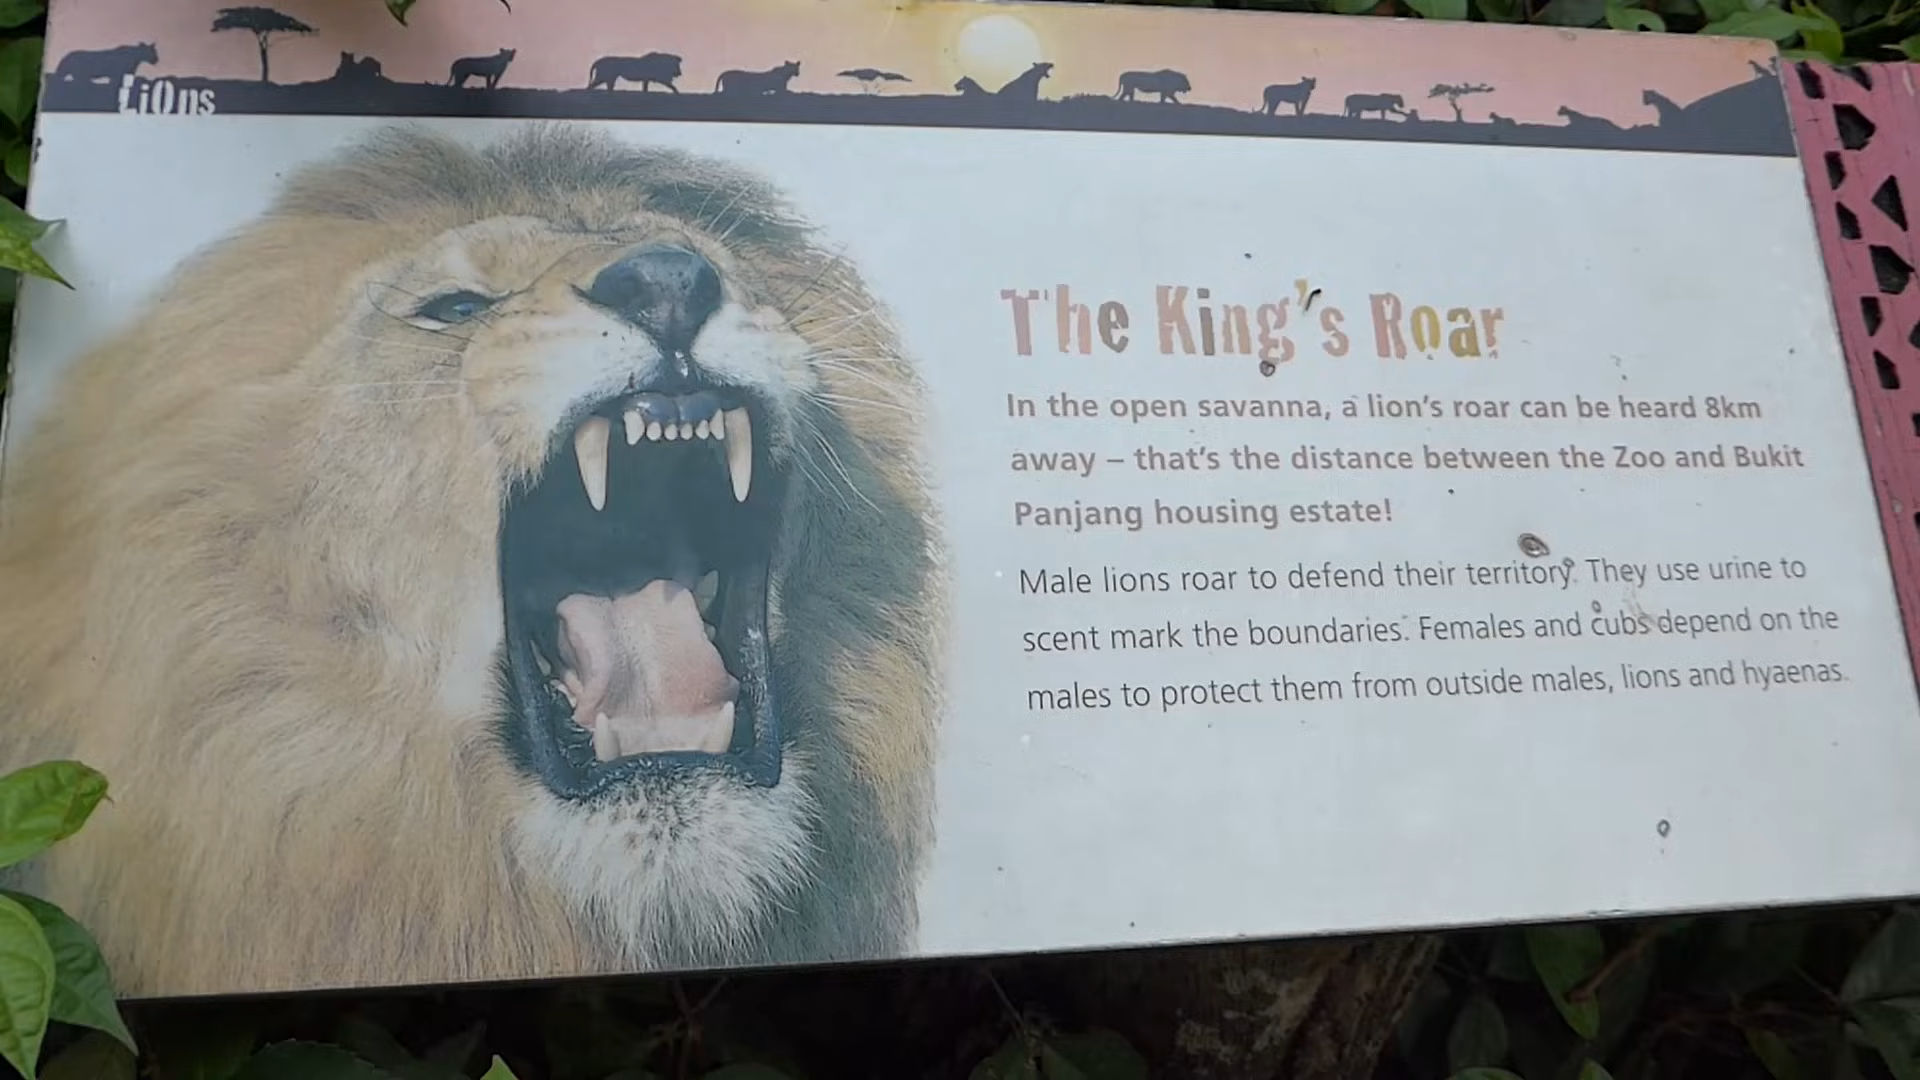 LiOns
The King's Roar
In the open savanna, a lion's roar can be heard 8km
away – that's the distance between the Zoo and Bukit
Panjang housing estate!
Male lions roar to defend their territory. They use urine to
scent mark the boundaries. Females and cubs depend on the
males to protect them from outside males, lions and hyaenas.